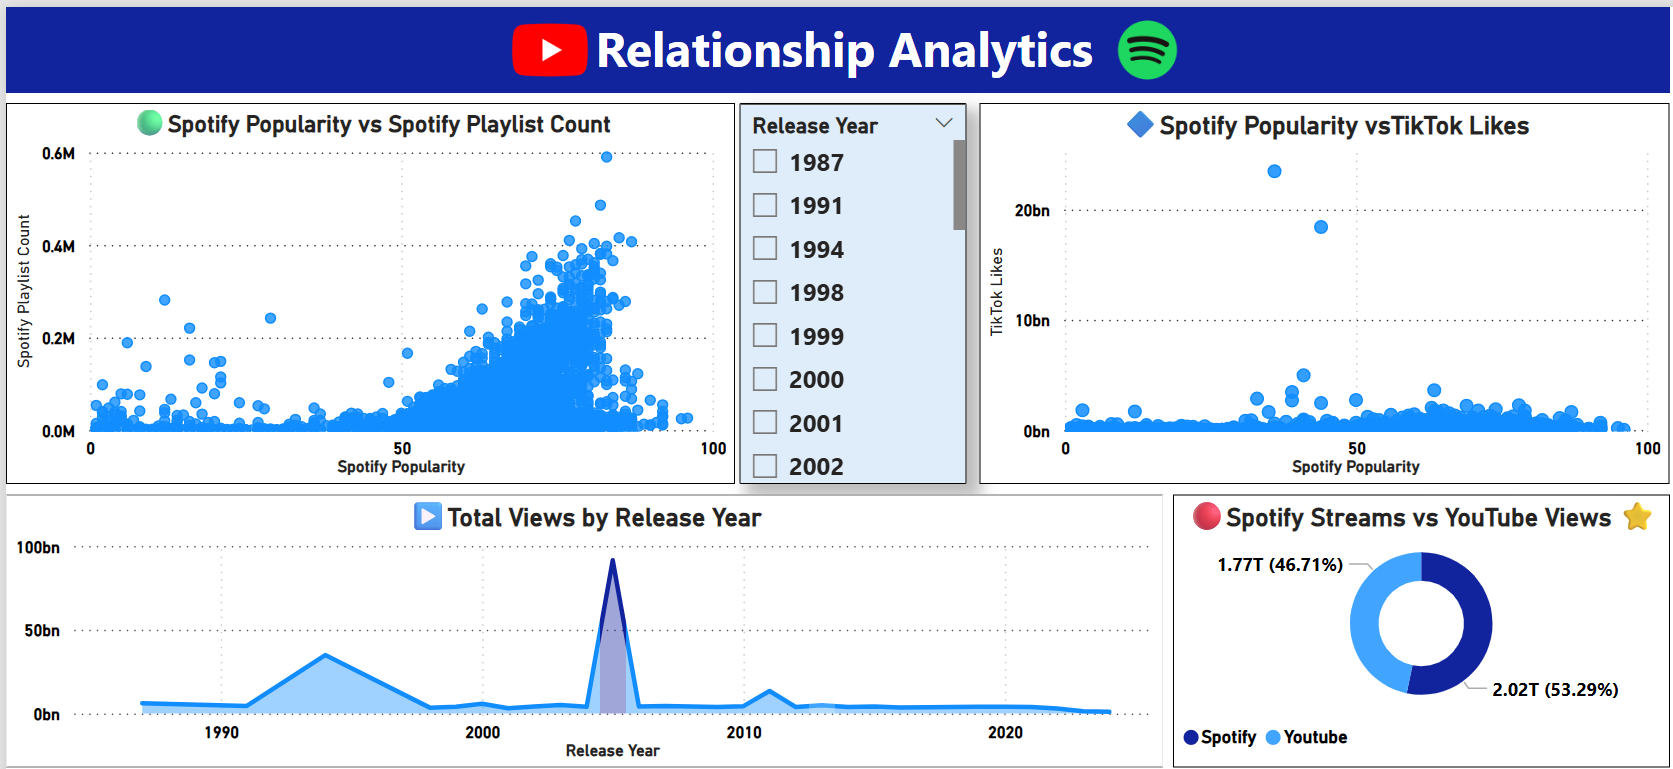 Relationship Analytics
Spotify Popularity vs Spotify Playlist Count
Spotify Playlist Count
0.6M
0.4M
0.2M
0.0M
0
50
100
Spotify Popularity
Release Year
1987
1991
1994
1998
1999
2000
2001
2002
Spotify Popularity vsTikTok Likes
TikTok Likes
20bn
10bn
0bn
0
50
100
Spotify Popularity
Total Views by Release Year
100bn
50bn
0bn
1990
2000
2010
2020
Release Year
Spotify Streams vs YouTube Views
1.77T (46.71%)
2.02T (53.29%)
Spotify
Youtube